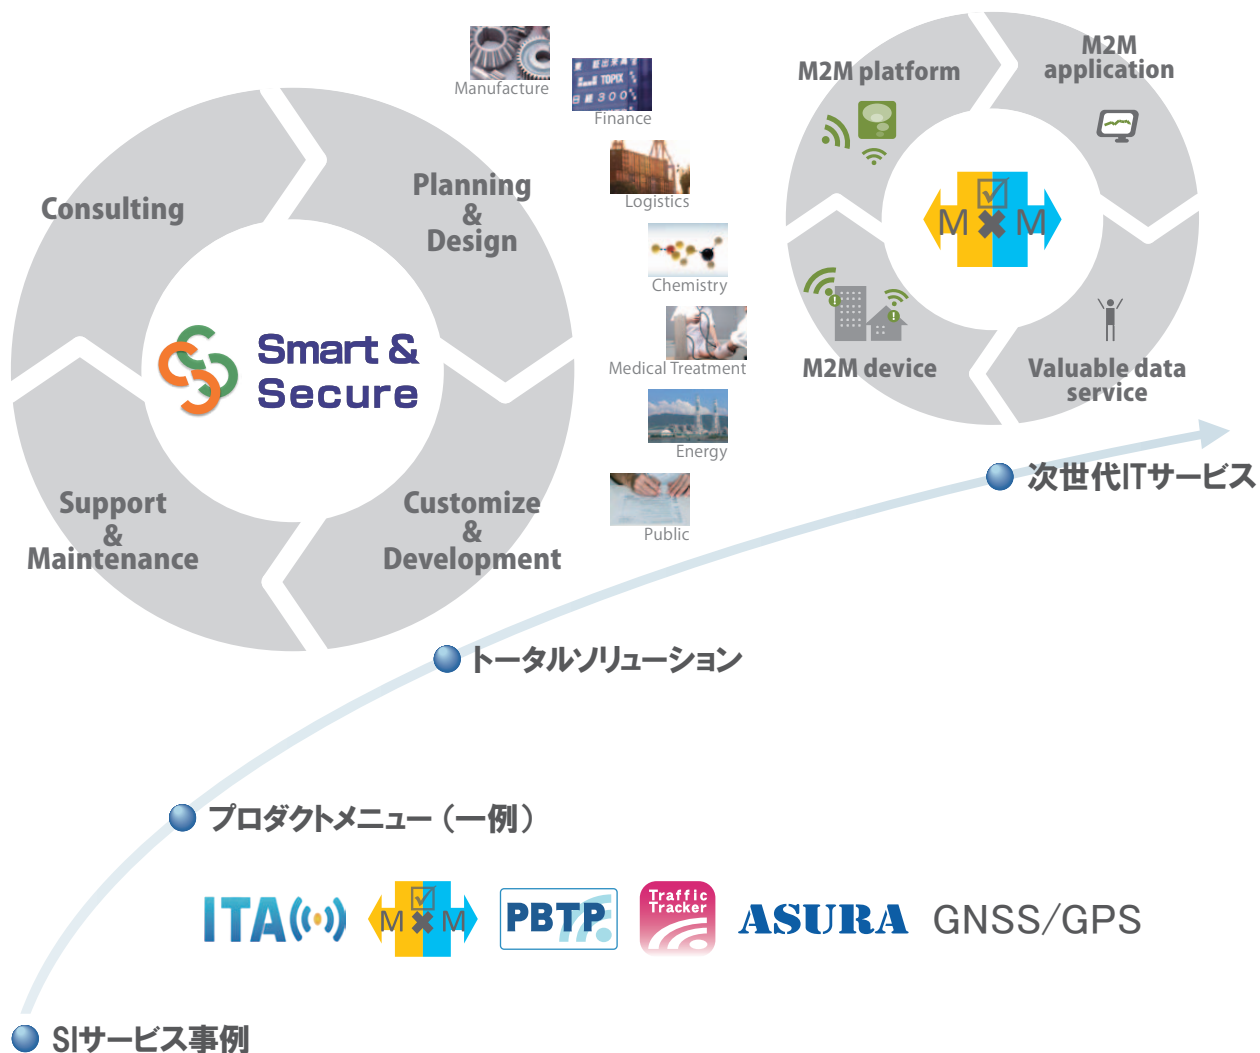 Consulting
Planning
&
Design
Smart &
Secure
Support
&
Maintenance
Customize
&
Development
Manufacture
TOPIX
300
Finance
Logistics
Chemistry
Medical Treatment
Energy
Public
M2M platform
M2M
application
M M
M2M device
Valuable data
service
次世代ITサービス
トータルソリューション
プロダクトメニュー（一例）
ITA
M M
PBTP
Traffic
Tracker
ASURA
GNSS/GPS
SIサービス事例